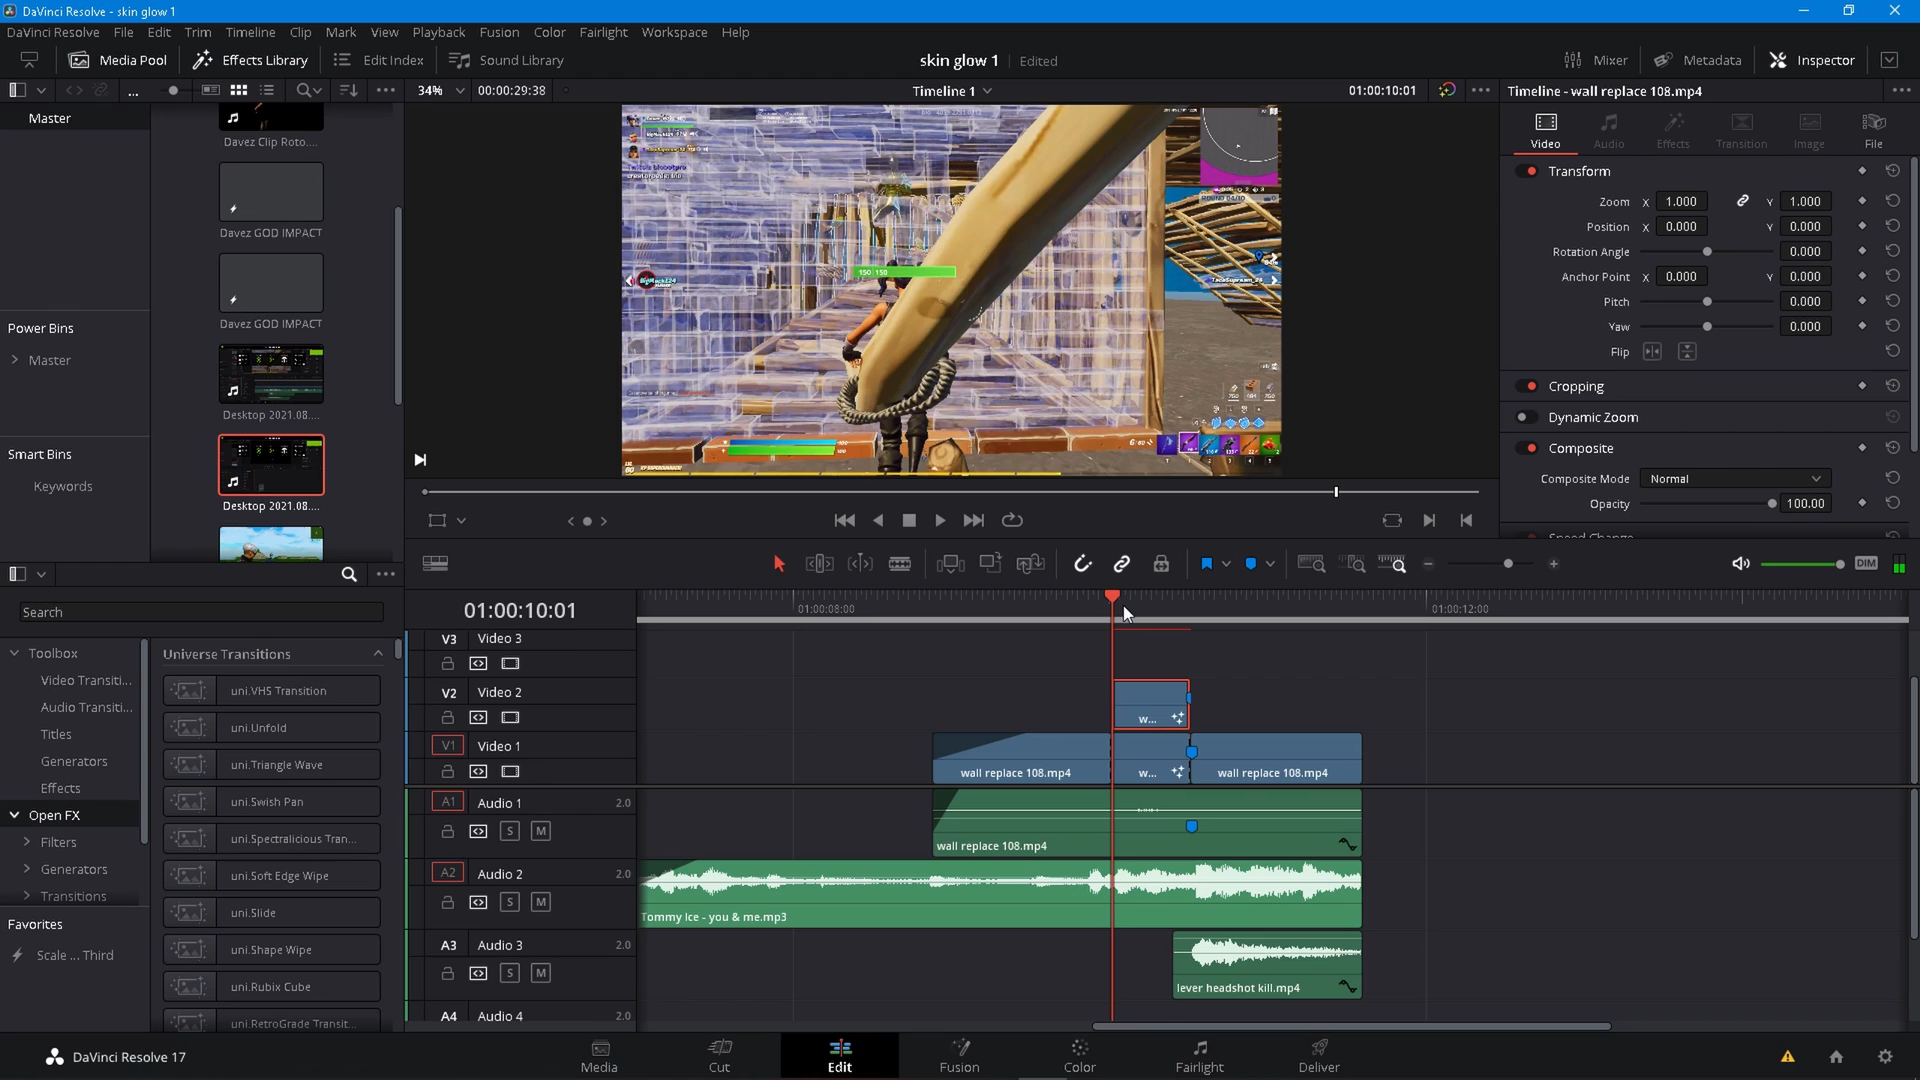 DaVinci Resolve - skin glow 1
DaVinci Resolve File Edit Trim Timeline Clip Mark View Playback Fusion Color Fairlight Workspace Help
Media Pool Effects Library Edit Index Sound Library skin glow 1 Edited Mixer Metadata Inspector
... 34% 00:00:29:38 Timeline 1 01:00:10:01 Timeline - wall replace 108.mp4
Master
Davez Clip Roto....
Davez GOD IMPACT
Davez GOD IMPACT
Desktop 2021.08....
Desktop 2021.08....
Power Bins
Master
Smart Bins
Keywords
150 150
Video Audio Effects Transition Image File
Transform
Zoom X 1.000 Y 1.000
Position X 0.000 Y 0.000
Rotation Angle 0.000
Anchor Point X 0.000 Y 0.000
Pitch 0.000
Yaw 0.000
Flip
Cropping
Dynamic Zoom
Composite
Composite Mode Normal
Opacity 100.00
Speed Change
DIM
Search
Toolbox
Video Transiti...
Audio Transiti...
Titles
Generators
Effects
Open FX
Filters
Generators
Transitions
Favorites
Scale ... Third
Universe Transitions
uni.VHS Transition
uni.Unfold
uni.Triangle Wave
uni.Swish Pan
uni.Spectralicious Tran...
uni.Soft Edge Wipe
uni.Slide
uni.Shape Wipe
uni.Rubix Cube
uni.RetroGrade Transit...
01:00:10:01
01:00:08:00 01:00:12:00
V3 Video 3
V2 Video 2
w...
V1 Video 1
wall replace 108.mp4 w... wall replace 108.mp4
A1 Audio 1 2.0
S M
wall replace 108.mp4
A2 Audio 2 2.0
S M
Tommy Ice - you & me.mp3
A3 Audio 3 2.0
S M
lever headshot kill.mp4
A4 Audio 4 2.0
DaVinci Resolve 17
Media Cut Edit Fusion Color Fairlight Deliver